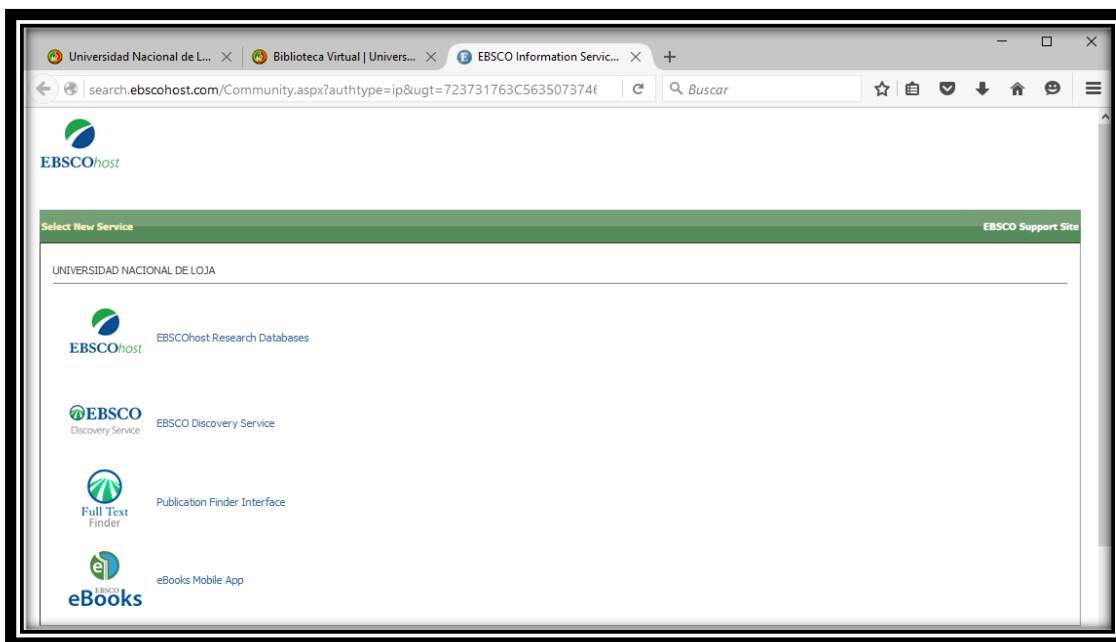 Universidad Nacional de L...
Biblioteca Virtual | Univers...
EBSCO Information Servic...
search.ebscohost.com/Community.aspx?authtype=ip&ugt=723731763C5635073746
Buscar
EBSCOhost
Select New Service
EBSCO Support Site
UNIVERSIDAD NACIONAL DE LOJA
EBSCOhost
EBSCOhost Research Databases
EBSCO
Discovery Service
EBSCO Discovery Service
Full Text
Finder
Publication Finder Interface
EBSCO
eBooks
eBooks Mobile App